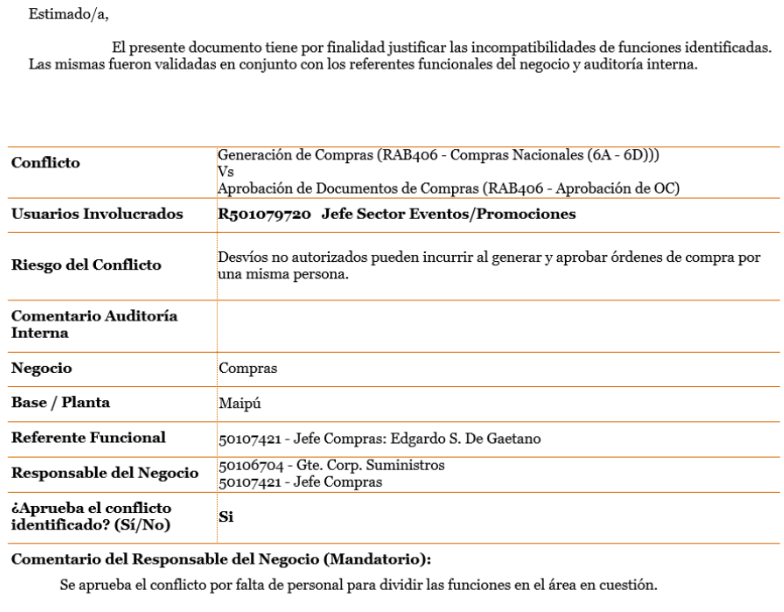 Estimado/a,
El presente documento tiene por finalidad justificar las incompatibilidades de funciones identificadas.
Las mismas fueron validadas en conjunto con los referentes funcionales del negocio y auditoría interna.
Conflicto
Generación de Compras (RAB406 - Compras Nacionales (6A - 6D)))
Vs
Aprobación de Documentos de Compras (RAB406 - Aprobación de OC)
Usuarios Involucrados
R501079720 Jefe Sector Eventos/Promociones
Riesgo del Conflicto
Desvíos no autorizados pueden incurrir al generar y aprobar órdenes de compra por
una misma persona.
Comentario Auditoría
Interna
Negocio
Compras
Base / Planta
Maipú
Referente Funcional
50107421 - Jefe Compras: Edgardo S. De Gaetano
Responsable del Negocio
50106704 - Gte. Corp. Suministros
50107421 - Jefe Compras
¿Aprueba el conflicto
identificado? (Sí/No)
Si
Comentario del Responsable del Negocio (Mandatorio):
Se aprueba el conflicto por falta de personal para dividir las funciones en el área en cuestión.